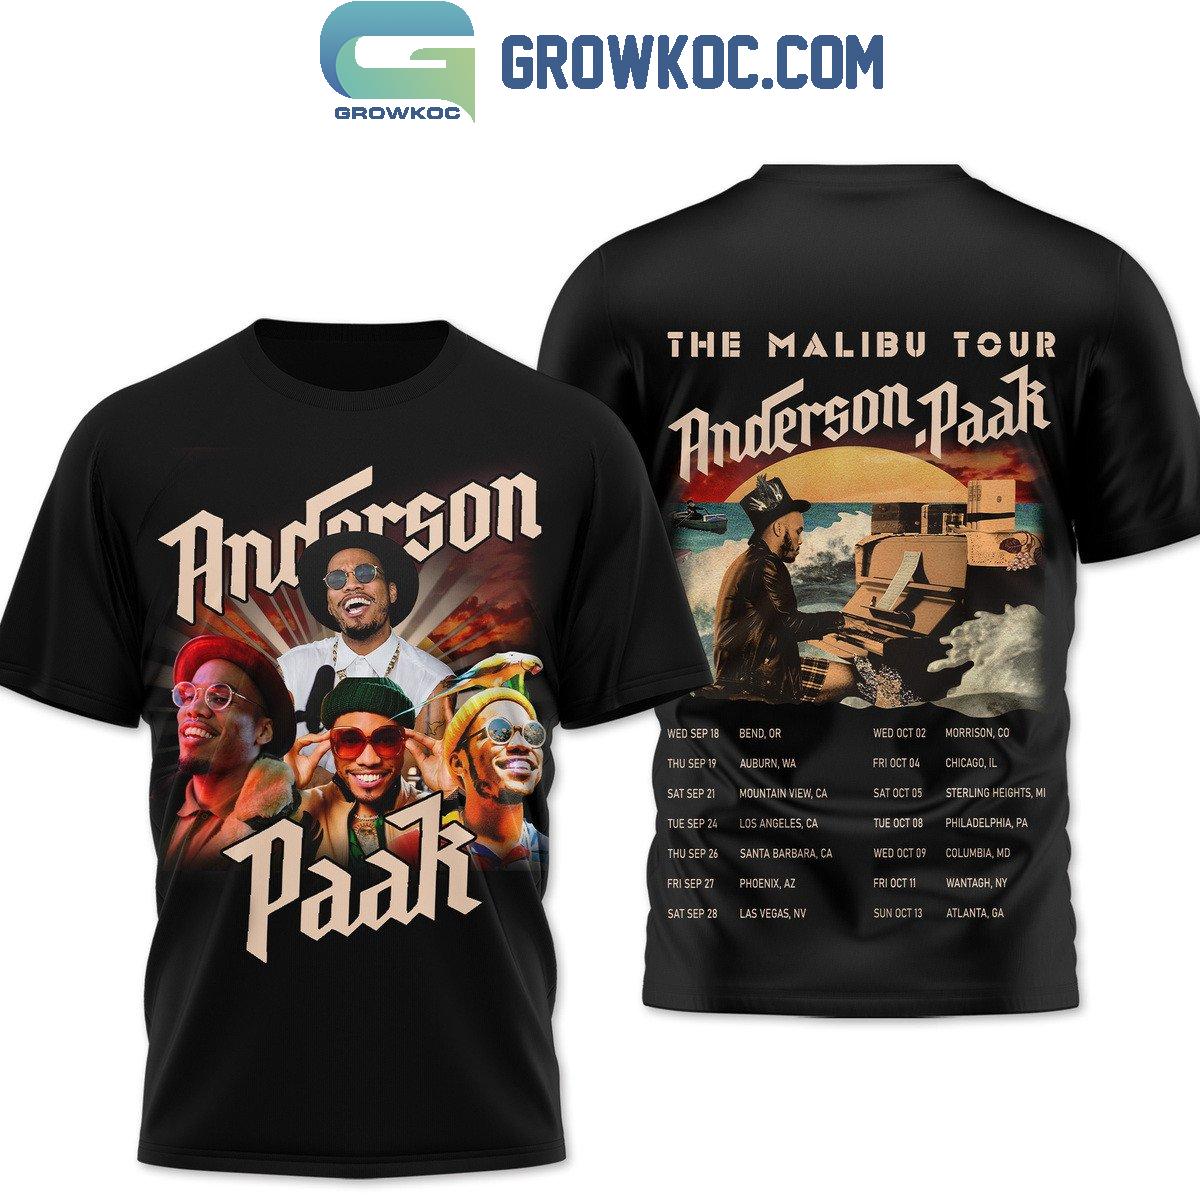 GROWKOC
GROWKOC.COM
Anderson
Paak
THE MALIBU TOUR
Anderson .Paak
WED SEP 18 BEND, OR
THU SEP 19 AUBURN, WA
SAT SEP 21 MOUNTAIN VIEW, CA
TUE SEP 24 LOS ANGELES, CA
THU SEP 26 SANTA BARBARA, CA
FRI SEP 27 PHOENIX, AZ
SAT SEP 28 LAS VEGAS, NV
WED OCT 02 MORRISON, CO
FRI OCT 04 CHICAGO, IL
SAT OCT 05 STERLING HEIGHTS, MI
TUE OCT 08 PHILADELPHIA, PA
WED OCT 09 COLUMBIA, MD
FRI OCT 11 WANTAGH, NY
SUN OCT 13 ATLANTA, GA